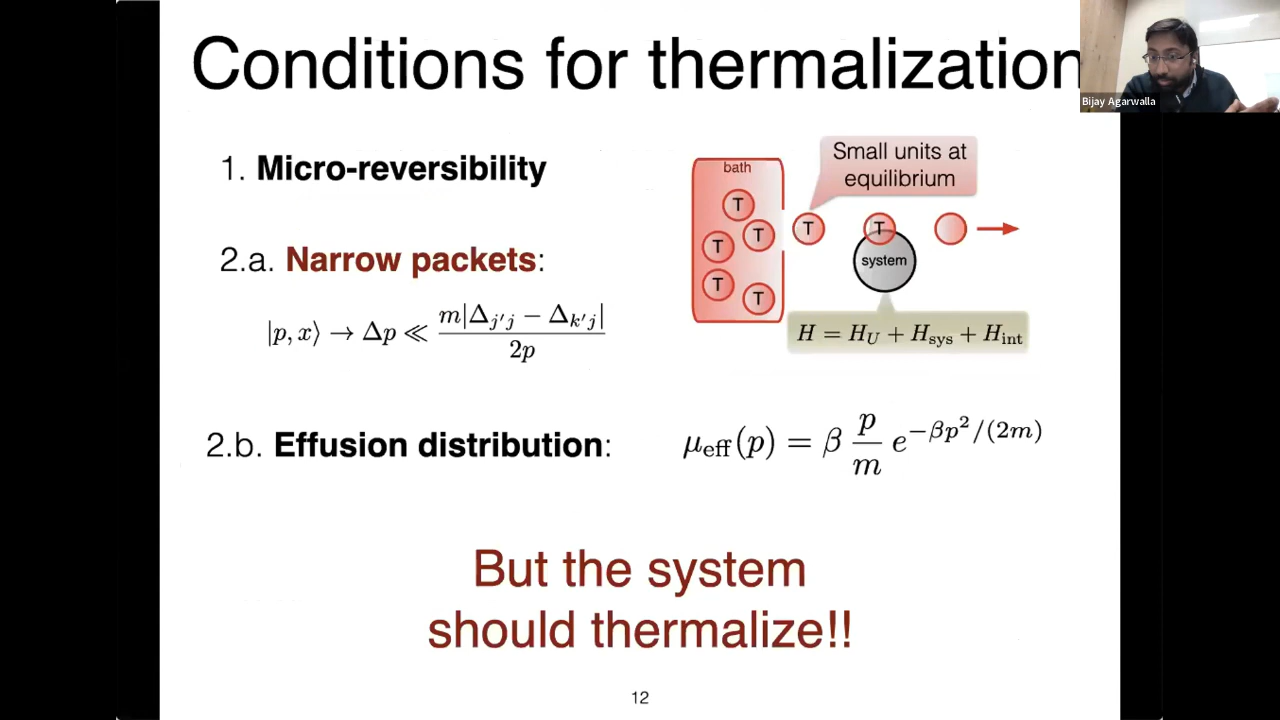 Conditions for thermalization
Bijay Agarwalla
1. Micro-reversibility
2.a. Narrow packets:
|p, x⟩ → Δp ≪ m|Δ_{j′j} − Δ_{k′j}| / 2p
bath
T
T
T
T
T
Small units at
equilibrium
T
T
system
H = H_U + H_sys + H_int
2.b. Effusion distribution:
μ_eff(p) = β p/m e^{−βp²/(2m)}
But the system
should thermalize!!
12